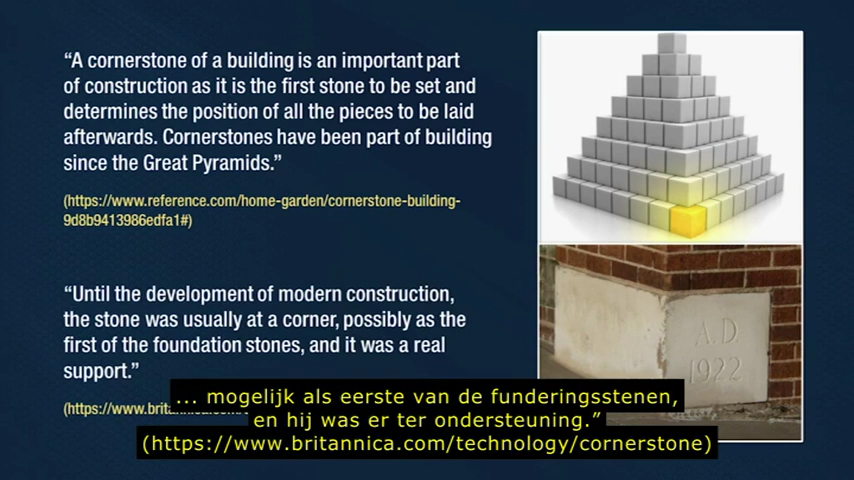 “A cornerstone of a building is an important part
of construction as it is the first stone to be set and
determines the position of all the pieces to be laid
afterwards. Cornerstones have been part of building
since the Great Pyramids.”
(https://www.reference.com/home-garden/cornerstone-building-
9d8b9413986edfa1#)
“Until the development of modern construction,
the stone was usually at a corner, possibly as the
first of the foundation stones, and it was a real
support.”
(https://www.brita
A.D.
1922
... mogelijk als eerste van de funderingsstenen,
en hij was er ter ondersteuning.”
(https://www.britannica.com/technology/cornerstone)